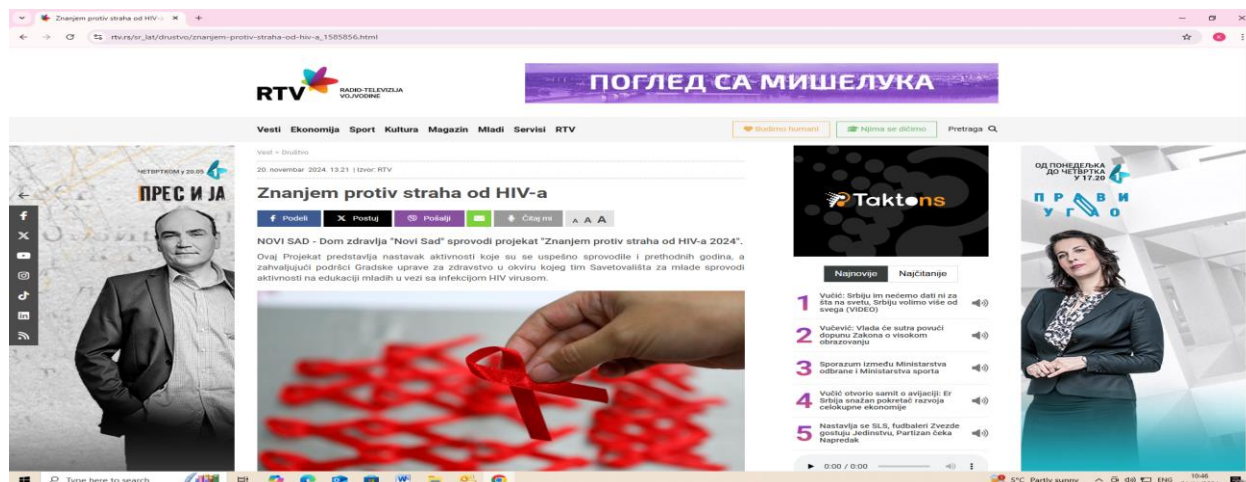 Znanjem protiv straha od HIV-
rtv.rs/sr_lat/drustvo/znanjem-protiv-straha-od-hiv-a_1585856.html
RTV
RADIO-TELEVIZIJA
VOJVODINE
ПОГЛЕД СА МИШЕЛУКА
Vesti Ekonomija Sport Kultura Magazin Mladi Servisi RTV
Budimo humani
Njima se dičimo
Pretraga
Vesti > Društvo
20. novembar 2024. 13:21 | Izvor: RTV
Znanjem protiv straha od HIV-a
Podeli
Postuj
Pošalji
Čitaj mi
A A A
NOVI SAD - Dom zdravlja "Novi Sad" sprovodi projekat "Znanjem protiv straha od HIV-a 2024".
Ovaj Projekat predstavlja nastavak aktivnosti koje su se uspešno sprovodile i prethodnih godina, a
zahvaljujući podršci Gradske uprave za zdravstvo u okviru kojeg tim Savetovališta za mlade sprovodi
aktivnosti na edukaciji mladih u vezi sa infekcijom HIV virusom.
ЧЕТВРТКОМ у 20.05
ПРЕС И ЈА
Taktons
Najnovije
Najčitanije
1
Vučić: Srbiju im nećemo dati ni za
šta na svetu, Srbiju volimo više od
svega (VIDEO)
2
Vučević: Vlada će sutra povući
dopunu Zakona o visokom
obrazovanju
3
Sporazum između Ministarstva
odbrane i Ministarstva sporta
4
Vučić otvorio samit o avijaciji: Er
Srbija snažan pokretač razvoja
celokupne ekonomije
5
Nastavlja se SLS, fudbaleri Zvezde
gostuju Jedinstvu, Partizan čeka
Napredak
0:00 / 0:00
ОД ПОНЕДЕЉКА
ДО ЧЕТВРТКА
У 17.20
ПРАВИ
УГАО
Type here to search
5°C Partly sunny
ENG
10:46